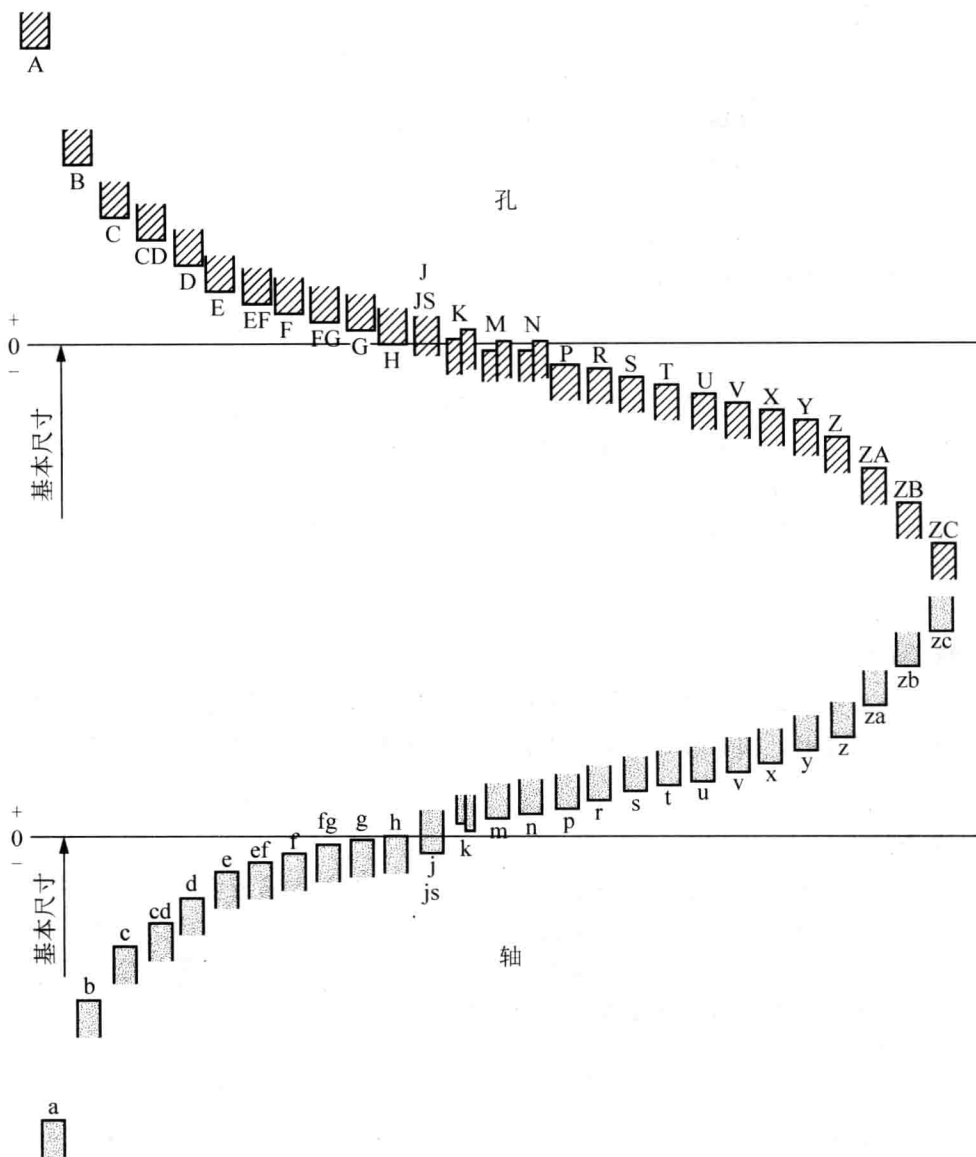 A
B
C
CD
D
E
EF
F
FG
G
H
J
JS
K
M
N
P
R
S
T
U
V
X
Y
Z
ZA
ZB
ZC
孔
+
0
−
基本尺寸
zc
zb
za
z
y
x
v
u
t
s
r
p
n
m
k
j
js
h
g
fg
f
ef
e
d
cd
c
b
a
+
0
−
基本尺寸
轴